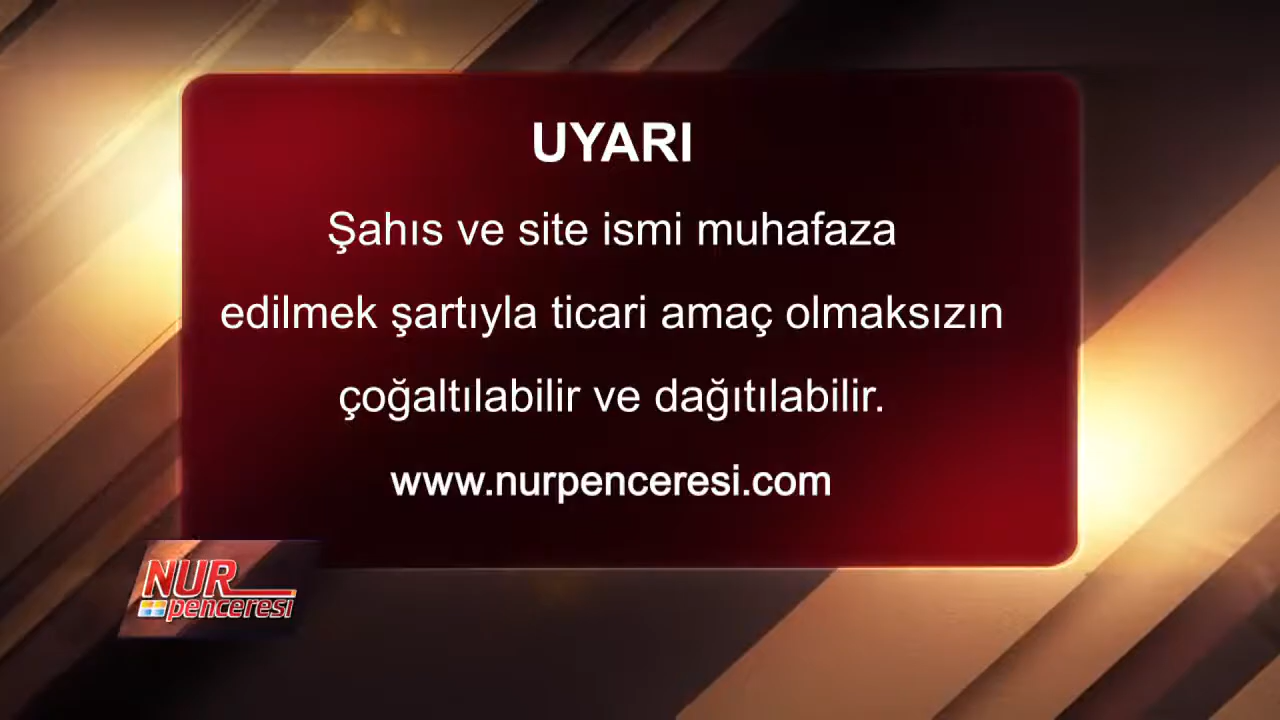 UYARI
Şahıs ve site ismi muhafaza
edilmek şartıyla ticari amaç olmaksızın
çoğaltılabilir ve dağıtılabilir.
www.nurpenceresi.com
NUR
penceresi